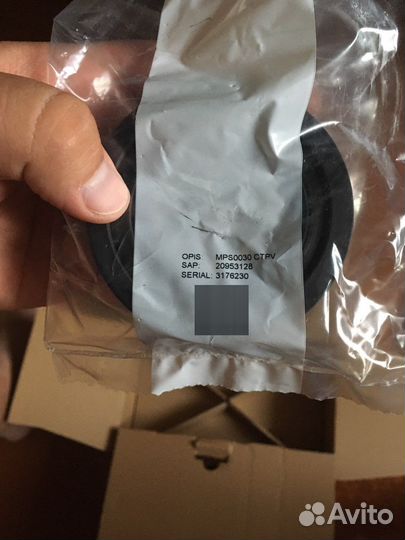 OPiS MPS0030 CTPV
SAP: 20953128
SERIAL: 3176230
Avito